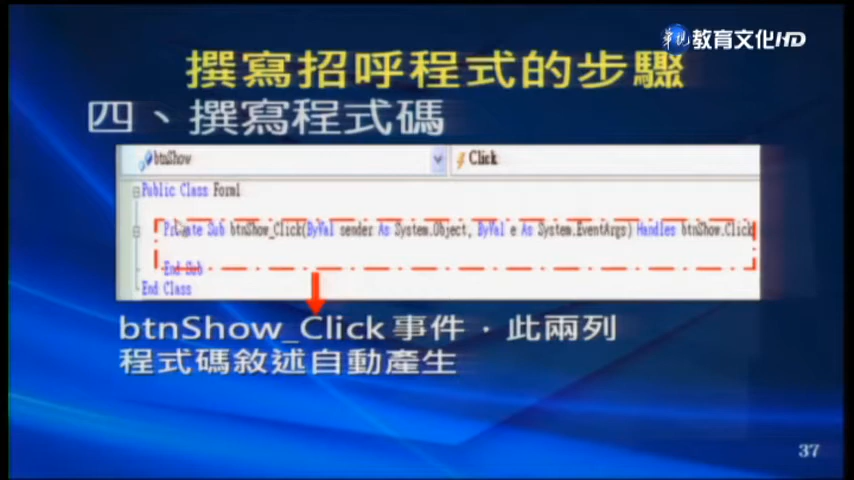 華視教育文化HD
撰寫招呼程式的步驟
四、撰寫程式碼
btnShow
Click
Public Class Form1
Private Sub btnShow_Click(ByVal sender As System.Object, ByVal e As System.EventArgs) Handles btnShow.Click
End Sub
End Class
btnShow_Click 事件，此兩列
程式碼敘述自動產生
37